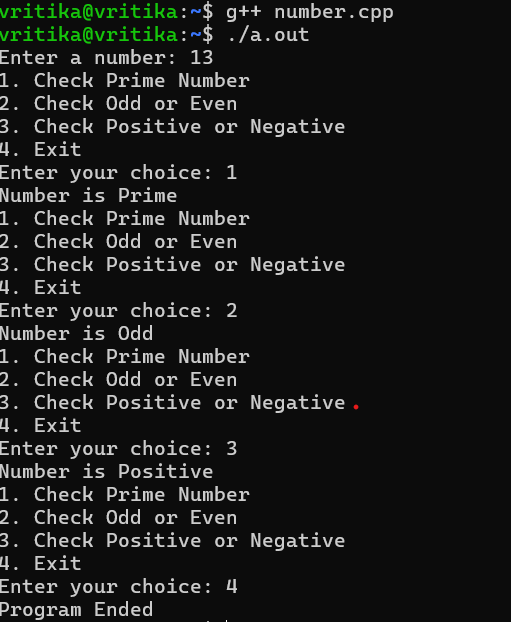 vritika@vritika:~$ g++ number.cpp
vritika@vritika:~$ ./a.out
Enter a number: 13
1. Check Prime Number
2. Check Odd or Even
3. Check Positive or Negative
4. Exit
Enter your choice: 1
Number is Prime
1. Check Prime Number
2. Check Odd or Even
3. Check Positive or Negative
4. Exit
Enter your choice: 2
Number is Odd
1. Check Prime Number
2. Check Odd or Even
3. Check Positive or Negative
4. Exit
Enter your choice: 3
Number is Positive
1. Check Prime Number
2. Check Odd or Even
3. Check Positive or Negative
4. Exit
Enter your choice: 4
Program Ended